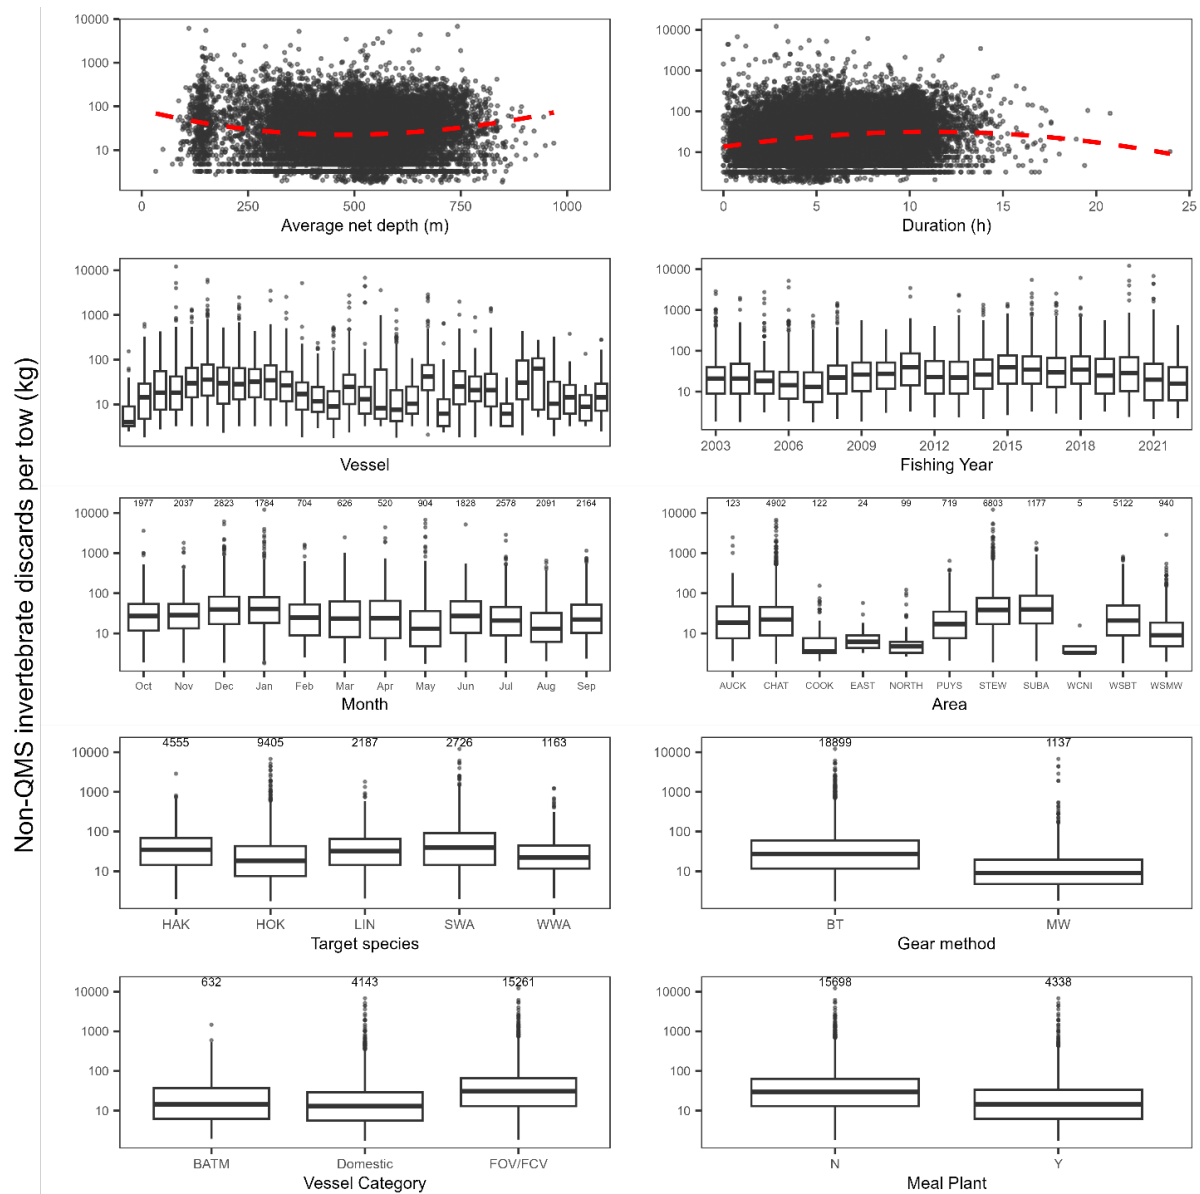 Non-QMS invertebrate discards per tow (kg)
10000
1000
100
10
0 250 500 750 1000
Average net depth (m)
10000
1000
100
10
0 5 10 15 20 25
Duration (h)
10000
1000
100
10
Vessel
10000
1000
100
10
2003 2006 2009 2012 2015 2018 2021
Fishing Year
1977 2037 2823 1784 704 626 520 904 1828 2578 2091 2164
10000
1000
100
10
Oct Nov Dec Jan Feb Mar Apr May Jun Jul Aug Sep
Month
123 4902 122 24 99 719 6803 1177 5 5122 940
10000
1000
100
10
AUCK CHAT COOK EAST NORTH PUYS STEW SUBA WCNI WSBT WSMW
Area
4555 9405 2187 2726 1163
10000
1000
100
10
HAK HOK LIN SWA WWA
Target species
18899 1137
10000
1000
100
10
BT MW
Gear method
632 4143 15261
10000
1000
100
10
BATM Domestic FOV/FCV
Vessel Category
15698 4338
10000
1000
100
10
N Y
Meal Plant